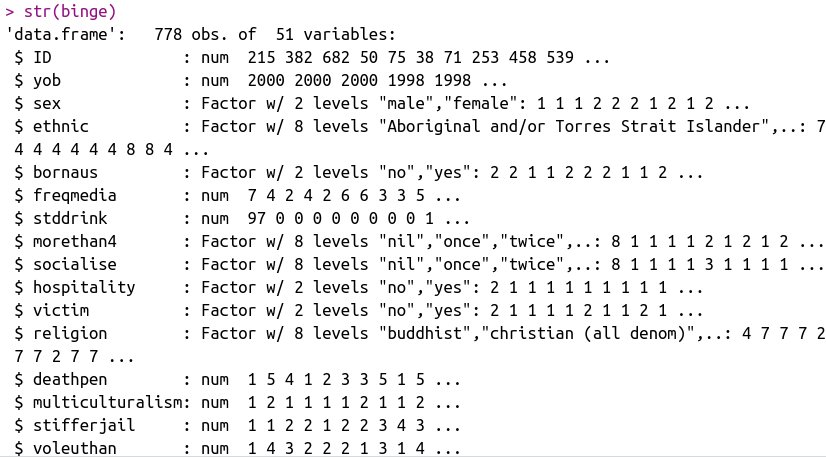 > str(binge)
'data.frame':   778 obs. of  51 variables:
 $ ID               : num  215 382 682 50 75 38 71 253 458 539 ...
 $ yob              : num  2000 2000 2000 1998 1998 ...
 $ sex              : Factor w/ 2 levels "male","female": 1 1 1 2 2 2 1 2 1 2 ...
 $ ethnic           : Factor w/ 8 levels "Aboriginal and/or Torres Strait Islander",..: 7
 4 4 4 4 4 4 8 8 4 ...
 $ bornaus          : Factor w/ 2 levels "no","yes": 2 2 1 1 2 2 2 1 1 2 ...
 $ freqmedia        : num  7 4 2 4 2 6 6 3 3 5 ...
 $ stddrink         : num  97 0 0 0 0 0 0 0 0 1 ...
 $ morethan4        : Factor w/ 8 levels "nil","once","twice",..: 8 1 1 1 1 2 1 2 1 2 ...
 $ socialise        : Factor w/ 8 levels "nil","once","twice",..: 8 1 1 1 1 3 1 1 1 1 ...
 $ hospitality      : Factor w/ 2 levels "no","yes": 2 1 1 1 1 1 1 1 1 1 ...
 $ victim           : Factor w/ 2 levels "no","yes": 2 1 1 1 1 2 1 1 2 1 ...
 $ religion         : Factor w/ 8 levels "buddhist","christian (all denom)",..: 4 7 7 7 2
 7 7 2 7 7 ...
 $ deathpen         : num  1 5 4 1 2 3 3 5 1 5 ...
 $ multiculturalism: num  1 2 1 1 1 1 2 1 1 2 ...
 $ stifferjail      : num  1 1 2 2 1 2 2 3 4 3 ...
 $ voleuthan        : num  1 4 3 2 2 2 1 3 1 4 ...